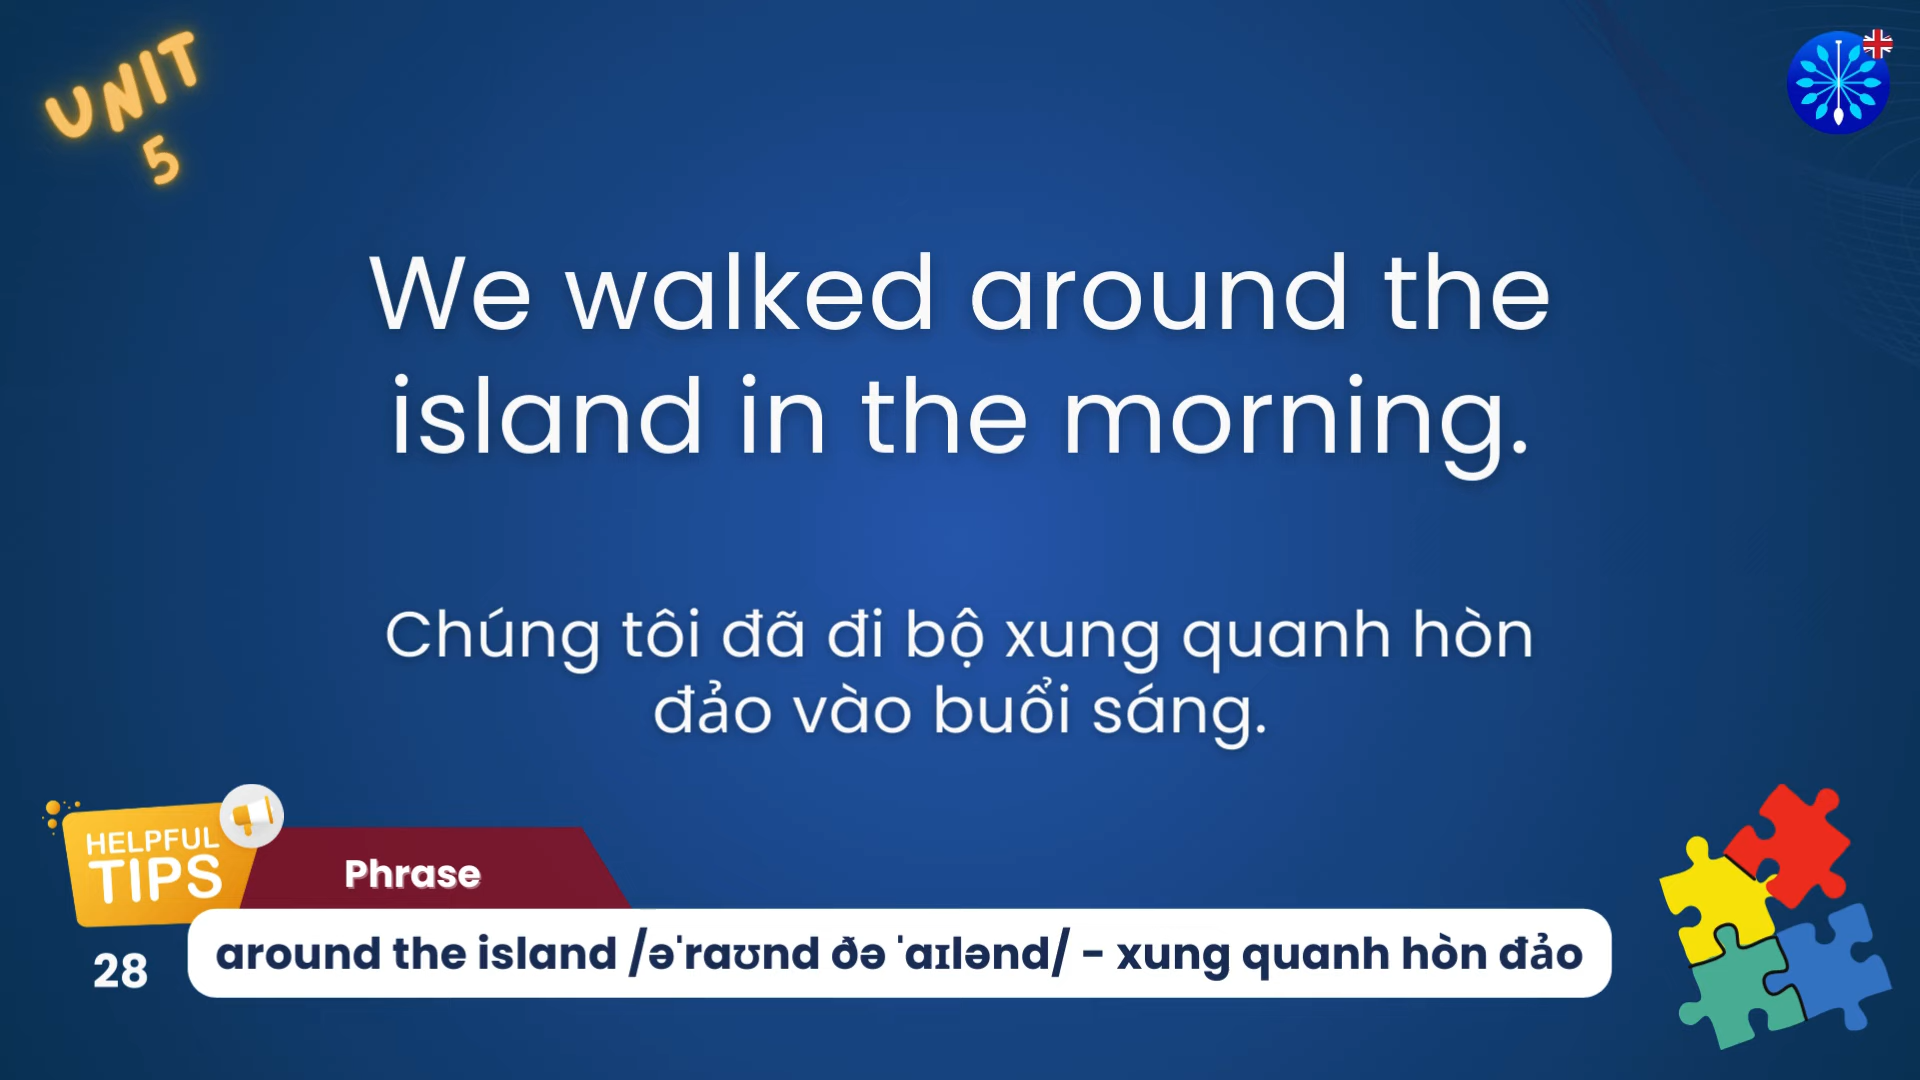 UNIT
5
We walked around the
island in the morning.
Chúng tôi đã đi bộ xung quanh hòn
đảo vào buổi sáng.
HELPFUL
TIPS
Phrase
28
around the island /əˈraʊnd ðə ˈaɪlənd/ - xung quanh hòn đảo